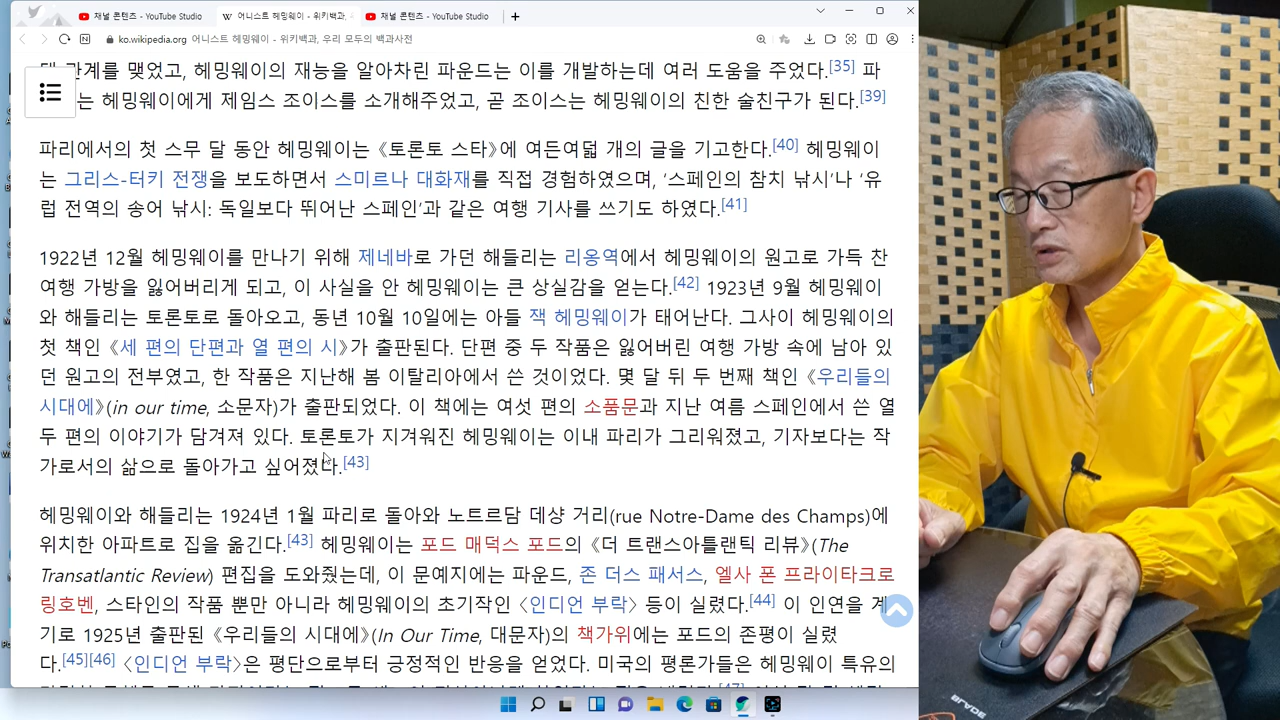 재널 콘텐츠 - YouTube Studio
어니스트 헤밍웨이 - 위키백과,
재널 콘텐츠 - YouTube Studio
ko.wikipedia.org 어니스트 헤밍웨이 - 위키백과, 우리 모두의 백과사전
관계를 맺었고, 헤밍웨이의 재능을 알아차린 파운드는 이를 개발하는데 여러 도움을 주었다.[35] 파
는 헤밍웨이에게 제임스 조이스를 소개해주었고, 곧 조이스는 헤밍웨이의 친한 술친구가 된다.[39]
파리에서의 첫 스무 달 동안 헤밍웨이는 《토론토 스타》에 여든여덟 개의 글을 기고한다.[40] 헤밍웨이
는 그리스-터키 전쟁을 보도하면서 스미르나 대화재를 직접 경험하였으며, ‘스페인의 참치 낚시’나 ‘유
럽 전역의 송어 낚시: 독일보다 뛰어난 스페인’과 같은 여행 기사를 쓰기도 하였다.[41]
1922년 12월 헤밍웨이를 만나기 위해 제네바로 가던 해들리는 리옹역에서 헤밍웨이의 원고로 가득 찬
여행 가방을 잃어버리게 되고, 이 사실을 안 헤밍웨이는 큰 상실감을 얻는다.[42] 1923년 9월 헤밍웨이
와 해들리는 토론토로 돌아오고, 동년 10월 10일에는 아들 잭 헤밍웨이가 태어난다. 그사이 헤밍웨이의
첫 책인 《세 편의 단편과 열 편의 시》가 출판된다. 단편 중 두 작품은 잃어버린 여행 가방 속에 남아 있
던 원고의 전부였고, 한 작품은 지난해 봄 이탈리아에서 쓴 것이었다. 몇 달 뒤 두 번째 책인 《우리들의
시대에》(in our time, 소문자)가 출판되었다. 이 책에는 여섯 편의 소품문과 지난 여름 스페인에서 쓴 열
두 편의 이야기가 담겨져 있다. 토론토가 지겨워진 헤밍웨이는 이내 파리가 그리워졌고, 기자보다는 작
가로서의 삶으로 돌아가고 싶어졌다.[43]
헤밍웨이와 해들리는 1924년 1월 파리로 돌아와 노트르담 데샹 거리(rue Notre-Dame des Champs)에
위치한 아파트로 집을 옮긴다.[43] 헤밍웨이는 포드 매덕스 포드의 《더 트랜스아틀랜틱 리뷰》(The
Transatlantic Review) 편집을 도와줬는데, 이 문예지에는 파운드, 존 더스 패서스, 엘사 폰 프라이타크로
링호벤, 스타인의 작품 뿐만 아니라 헤밍웨이의 초기작인 〈인디언 부락〉 등이 실렸다.[44] 이 인연을 계
기로 1925년 출판된 《우리들의 시대에》(In Our Time, 대문자)의 책가위에는 포드의 존평이 실렸
다.[45][46] 〈인디언 부락〉은 평단으로부터 긍정적인 반응을 얻었다. 미국의 평론가들은 헤밍웨이 특유의
BLADE